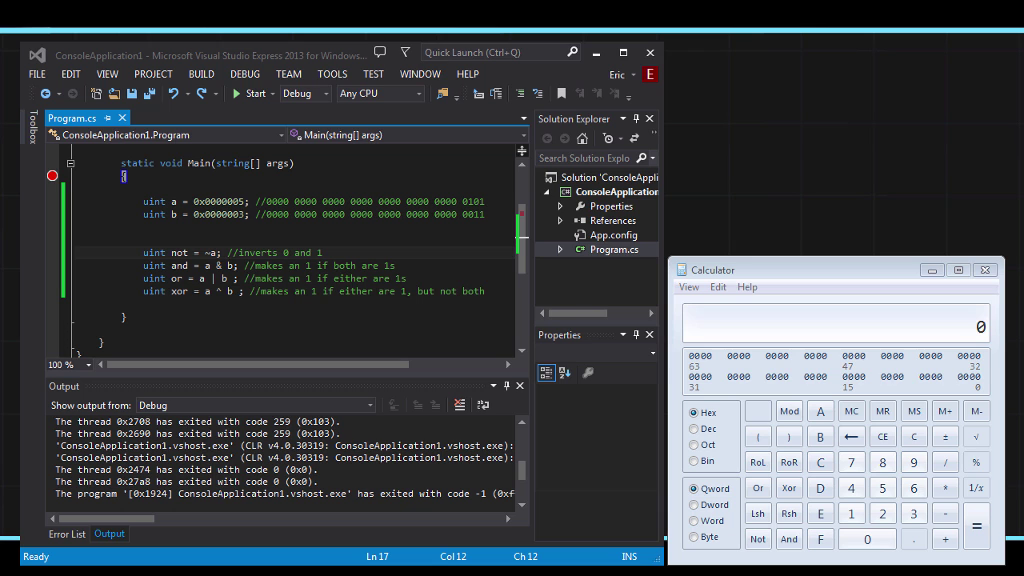 ConsoleApplication1 - Microsoft Visual Studio Express 2013 for Windows...
Quick Launch (Ctrl+Q)
FILE EDIT VIEW PROJECT BUILD DEBUG TEAM TOOLS TEST WINDOW HELP
Eric E
Start Debug Any CPU
Toolbox
Program.cs
ConsoleApplication1.Program
Main(string[] args)
static void Main(string[] args)
{
uint a = 0x0000005; //0000 0000 0000 0000 0000 0000 0000 0101
uint b = 0x0000003; //0000 0000 0000 0000 0000 0000 0000 0011
uint not = ~a; //inverts 0 and 1
uint and = a & b; //makes an 1 if both are 1s
uint or = a | b ; //makes an 1 if either are 1s
uint xor = a ^ b ; //makes an 1 if either are 1, but not both
}
}
}
100 %
Output
Show output from: Debug
The thread 0x2708 has exited with code 259 (0x103).
The thread 0x2690 has exited with code 259 (0x103).
'ConsoleApplication1.vshost.exe' (CLR v4.0.30319: ConsoleApplication1.vshost.exe):
'ConsoleApplication1.vshost.exe' (CLR v4.0.30319: ConsoleApplication1.vshost.exe):
The thread 0x2474 has exited with code 0 (0x0).
The thread 0x27a8 has exited with code 0 (0x0).
The program '[0x1924] ConsoleApplication1.vshost.exe' has exited with code -1 (0xf
Error List Output
Ready Ln 17 Col 12 Ch 12 INS
Solution Explorer
Search Solution Explo
Solution 'ConsoleAppli
ConsoleApplication
Properties
References
App.config
C# Program.cs
Properties
Calculator
View Edit Help
0
0000 0000 0000 0000 0000 0000 0000 0000
63 47 32
0000 0000 0000 0000 0000 0000 0000 0000
31 15 0
Hex
Dec
Oct
Bin
Qword
Dword
Word
Byte
Mod A MC MR MS M+ M-
( ) B ← CE C ± √
RoL RoR C 7 8 9 / %
Or Xor D 4 5 6 * 1/x
Lsh Rsh E 1 2 3 - =
Not And F 0 . +